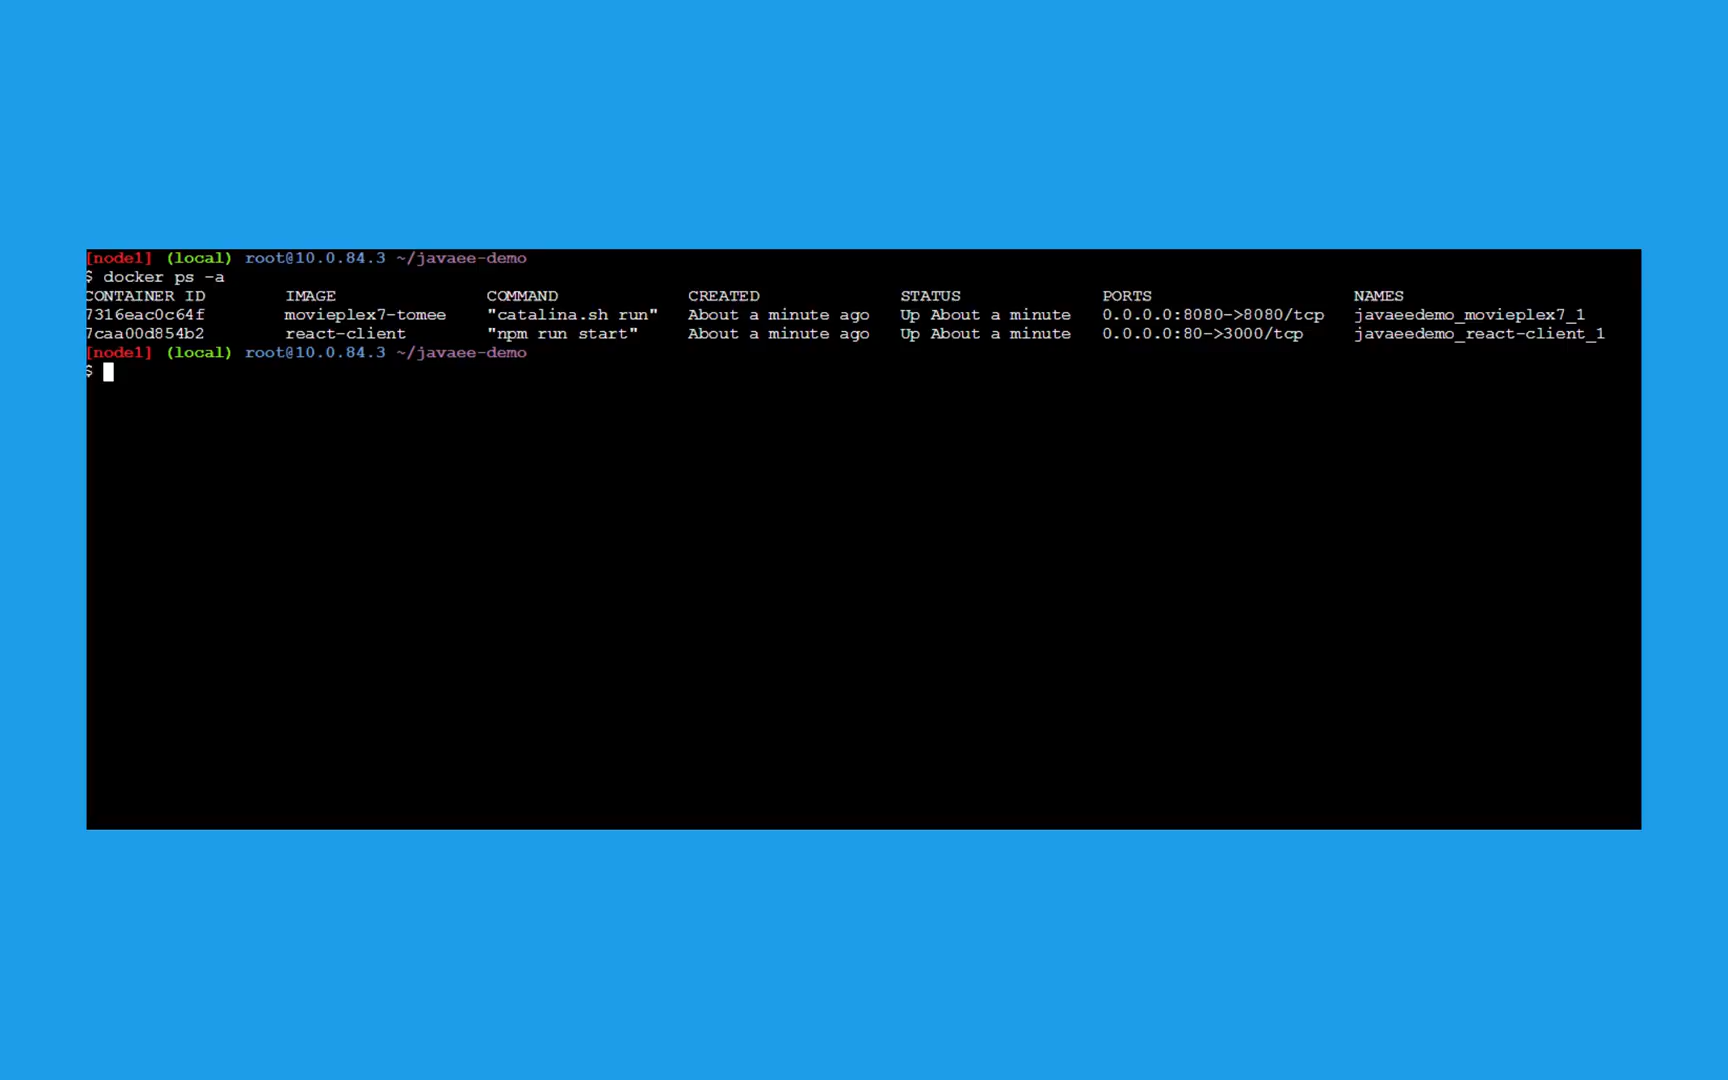 [node1] (local) root@10.0.84.3 ~/javaee-demo
$ docker ps -a
CONTAINER ID IMAGE COMMAND CREATED STATUS PORTS NAMES
7316eac0c64f movieplex7-tomee "catalina.sh run" About a minute ago Up About a minute 0.0.0.0:8080->8080/tcp javaeedemo_movieplex7_1
7caa00d854b2 react-client "npm run start" About a minute ago Up About a minute 0.0.0.0:80->3000/tcp javaeedemo_react-client_1
[node1] (local) root@10.0.84.3 ~/javaee-demo
$